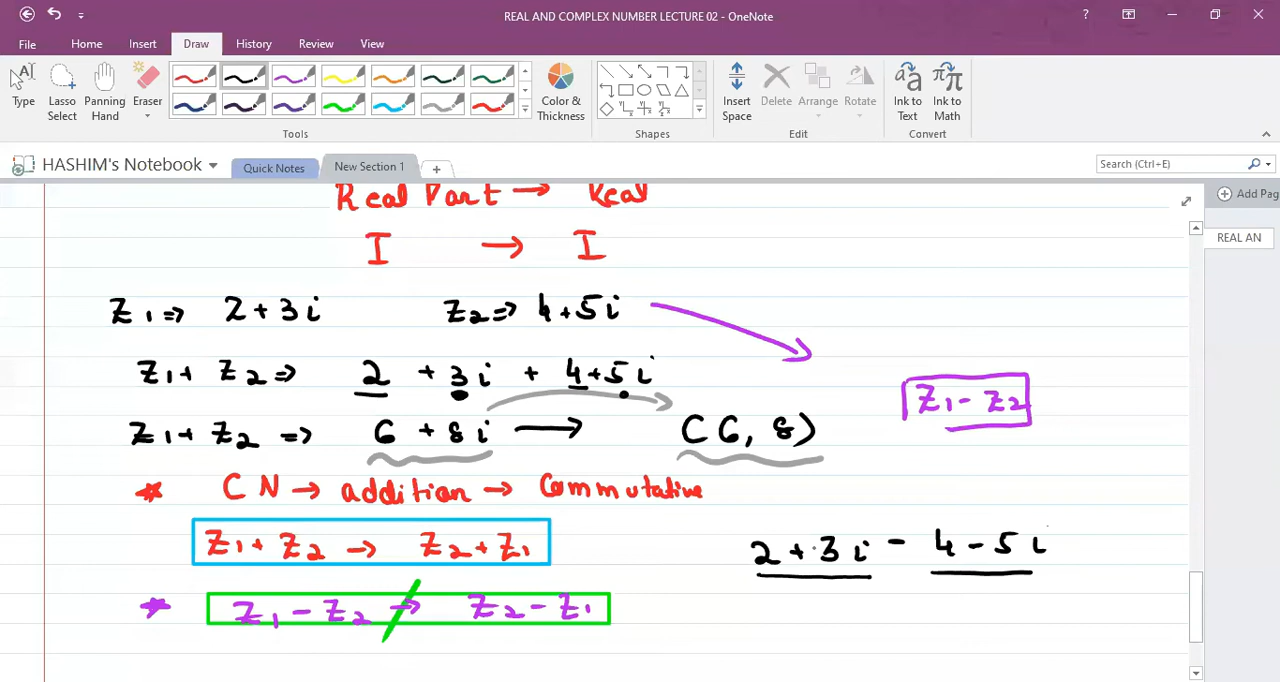 REAL AND COMPLEX NUMBER LECTURE 02 - OneNote
File Home Insert Draw History Review View
Type
Lasso Select
Panning Hand
Eraser
Color & Thickness
Insert Space
Delete
Arrange
Rotate
Ink to Text
Ink to Math
Tools
Shapes
Edit
Convert
HASHIM's Notebook Quick Notes New Section 1 Search (Ctrl+E)
Add Pag
REAL AN
Real Part → Real
I → I
Z1 ⇒ 2 + 3i Z2 ⇒ 4+5i
Z1 + Z2 ⇒ 2 + 3i + 4+5i
Z1 - Z2
Z1 + Z2 ⇒ 6 + 8i → (6, 8)
* CN → addition → Commutative
Z1 + Z2 → Z2 + Z1
2 + 3i - 4 - 5i
* Z1 - Z2 → Z2 - Z1